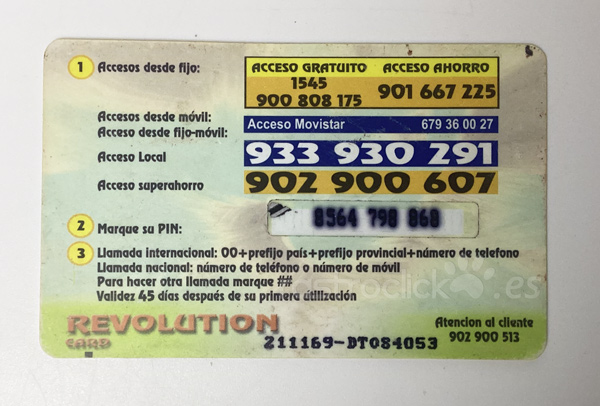 1 Accesos desde fijo:
ACCESO GRATUITO ACCESO AHORRO
1545
900 808 175 901 667 225
Accesos desde móvil:
Acceso desde fijo-móvil:
Acceso Movistar 679 36 00 27
Acceso Local 933 930 291
Acceso superahorro 902 900 607
2 Marque su PIN: 8564 798 868
3 Llamada internacional: 00+prefijo país+prefijo provincial+número de telefono
Llamada nacional: número de teléfono o número de móvil
Para hacer otra llamada marque ##
Validez 45 días después de su primera utilización
REVOLUTION
CARD
Z11169-DT084053
Atencion al cliente
902 900 513